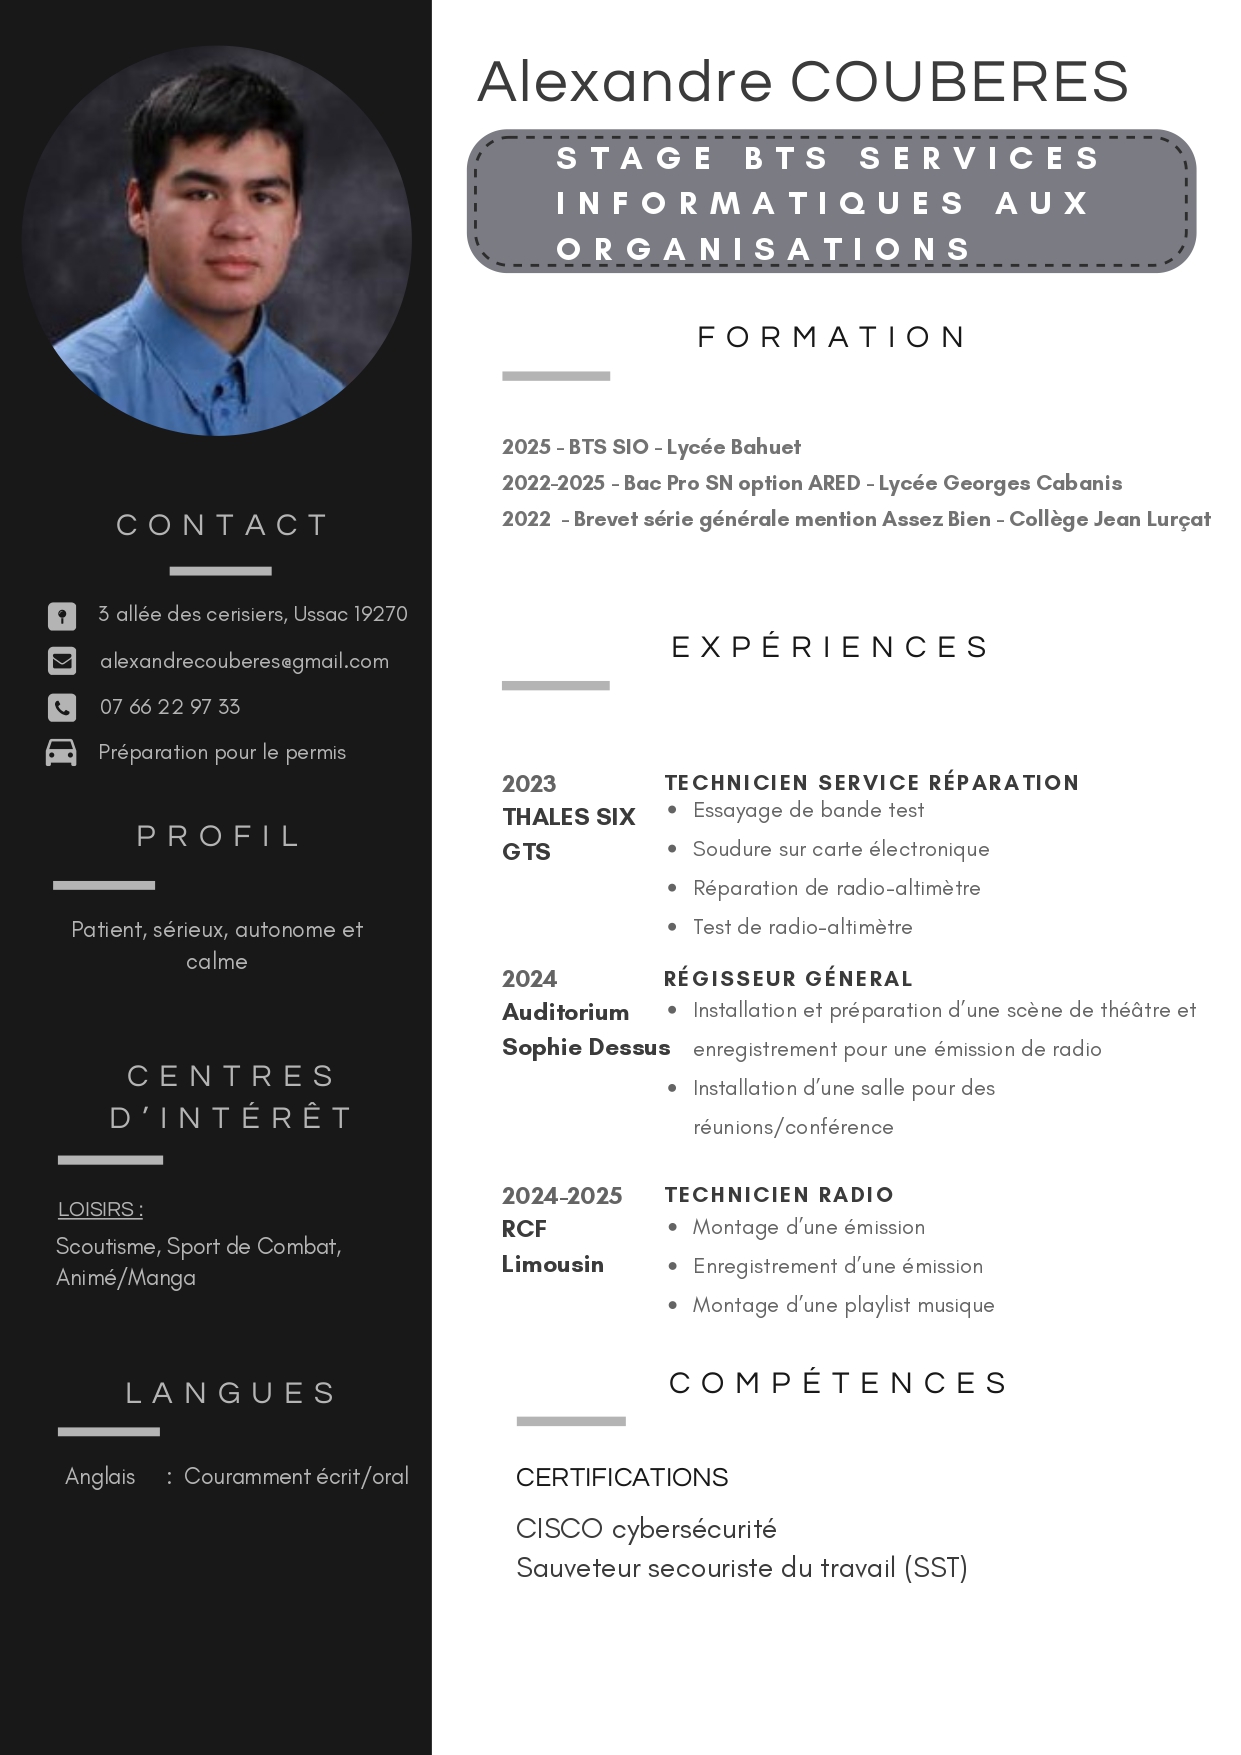 Alexandre COUBERES
STAGE BTS SERVICES
INFORMATIQUES AUX
ORGANISATIONS
CONTACT
3 allée des cerisiers, Ussac 19270
alexandrecouberes@gmail.com
07 66 22 97 33
Préparation pour le permis
PROFIL
Patient, sérieux, autonome et
calme
CENTRES
D’INTÉRÊT
LOISIRS :
Scoutisme, Sport de Combat,
Animé/Manga
LANGUES
Anglais : Couramment écrit/oral
FORMATION
2025 - BTS SIO - Lycée Bahuet
2022-2025 - Bac Pro SN option ARED - Lycée Georges Cabanis
2022 - Brevet série générale mention Assez Bien - Collège Jean Lurçat
EXPÉRIENCES
2023
THALES SIX
GTS
TECHNICIEN SERVICE RÉPARATION
• Essayage de bande test
• Soudure sur carte électronique
• Réparation de radio-altimètre
• Test de radio-altimètre
2024
Auditorium
Sophie Dessus
RÉGISSEUR GÉNERAL
• Installation et préparation d’une scène de théâtre et
enregistrement pour une émission de radio
• Installation d’une salle pour des
réunions/conférence
2024-2025
RCF
Limousin
TECHNICIEN RADIO
• Montage d’une émission
• Enregistrement d’une émission
• Montage d’une playlist musique
COMPÉTENCES
CERTIFICATIONS
CISCO cybersécurité
Sauveteur secouriste du travail (SST)